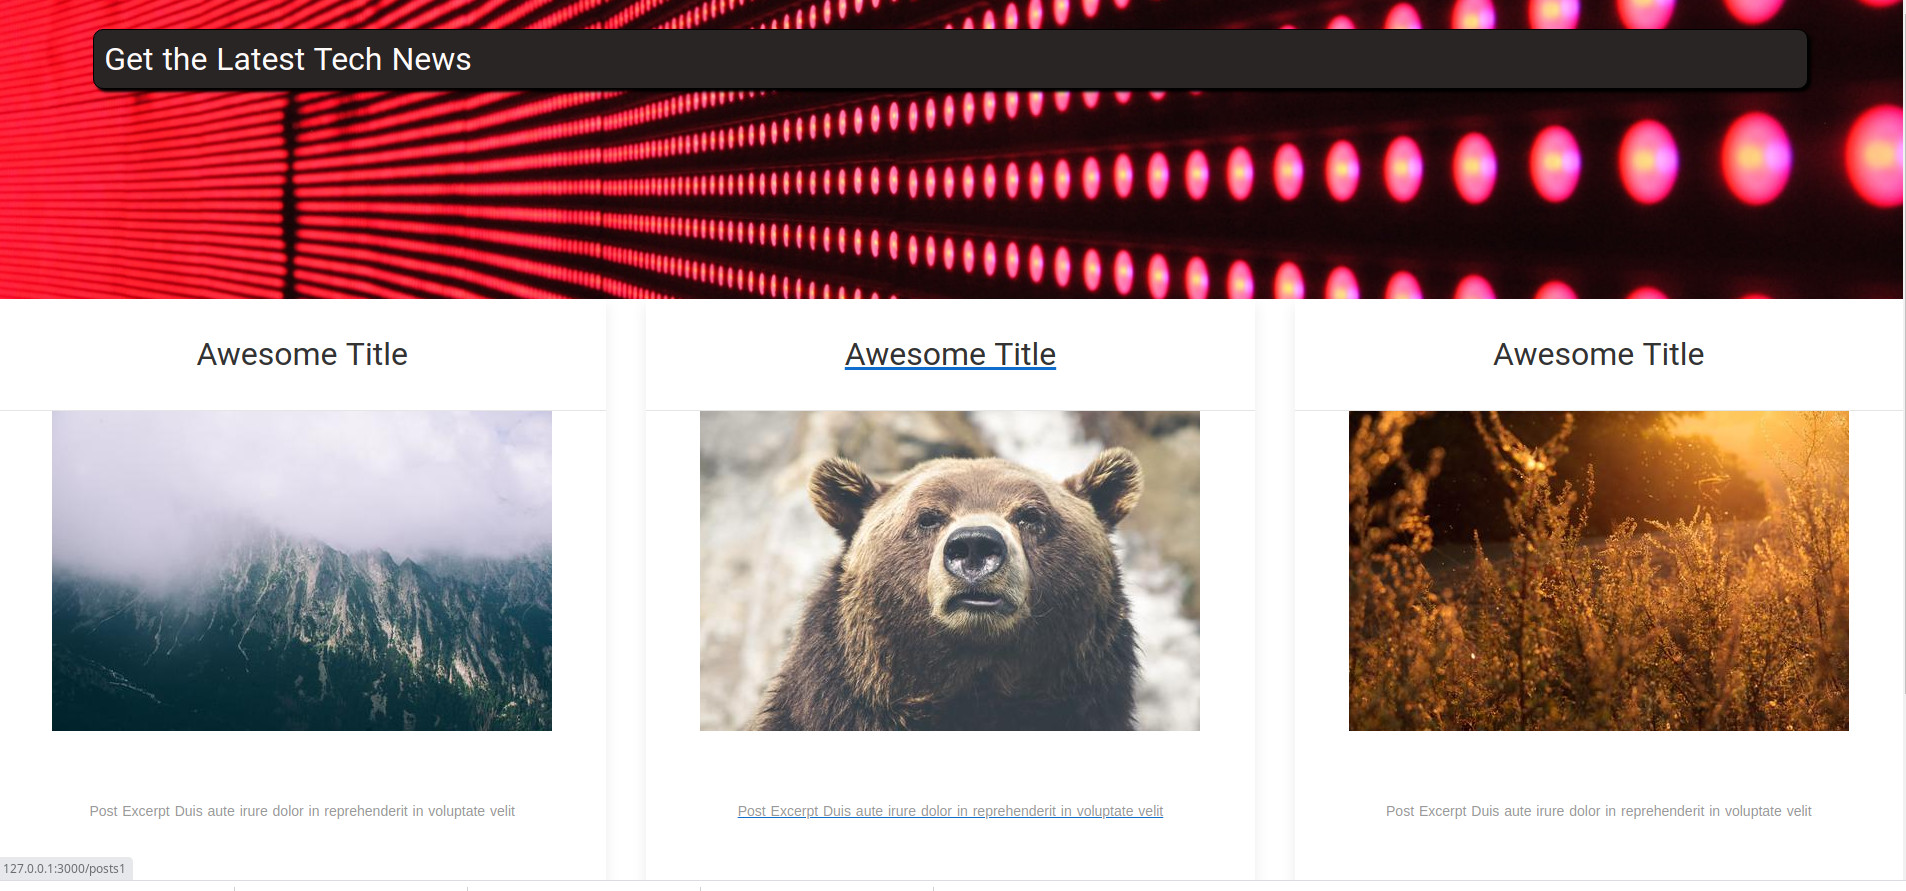 Get the Latest Tech News
Awesome Title
Awesome Title
Awesome Title
Post Excerpt Duis aute irure dolor in reprehenderit in voluptate velit
Post Excerpt Duis aute irure dolor in reprehenderit in voluptate velit
Post Excerpt Duis aute irure dolor in reprehenderit in voluptate velit
127.0.0.1:3000/posts1